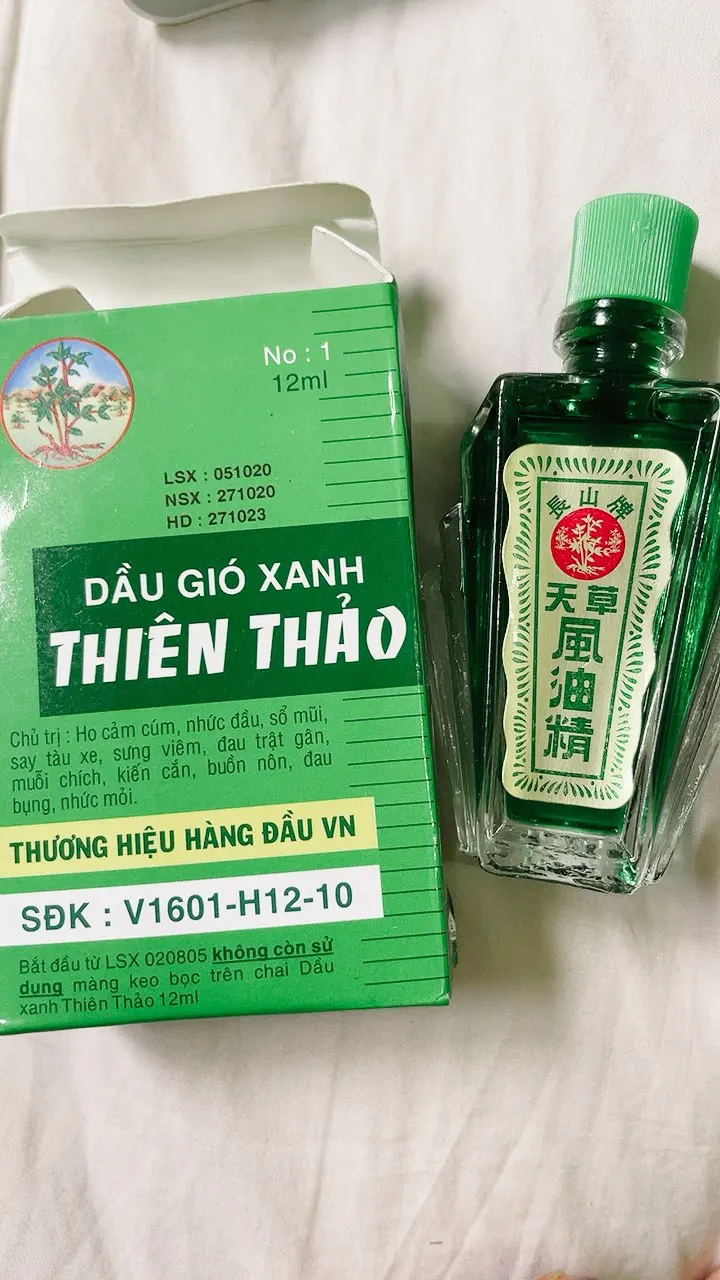 No : 1
12ml
LSX : 051020
NSX : 271020
HD : 271023
DẦU GIÓ XANH
THIÊN THẢO
Chủ trị : Ho cảm cúm, nhức đầu, sổ mũi,
say tàu xe, sưng viêm, đau trật gân,
muỗi chích, kiến cắn, buồn nôn, đau
bụng, nhức mỏi.
THƯƠNG HIỆU HÀNG ĐẦU VN
SĐK : V1601-H12-10
Bắt đầu từ LSX 020805 không còn sử
dụng màng keo bọc trên chai Dầu
xanh Thiên Thảo 12ml
長山牌
天草
風
油
精